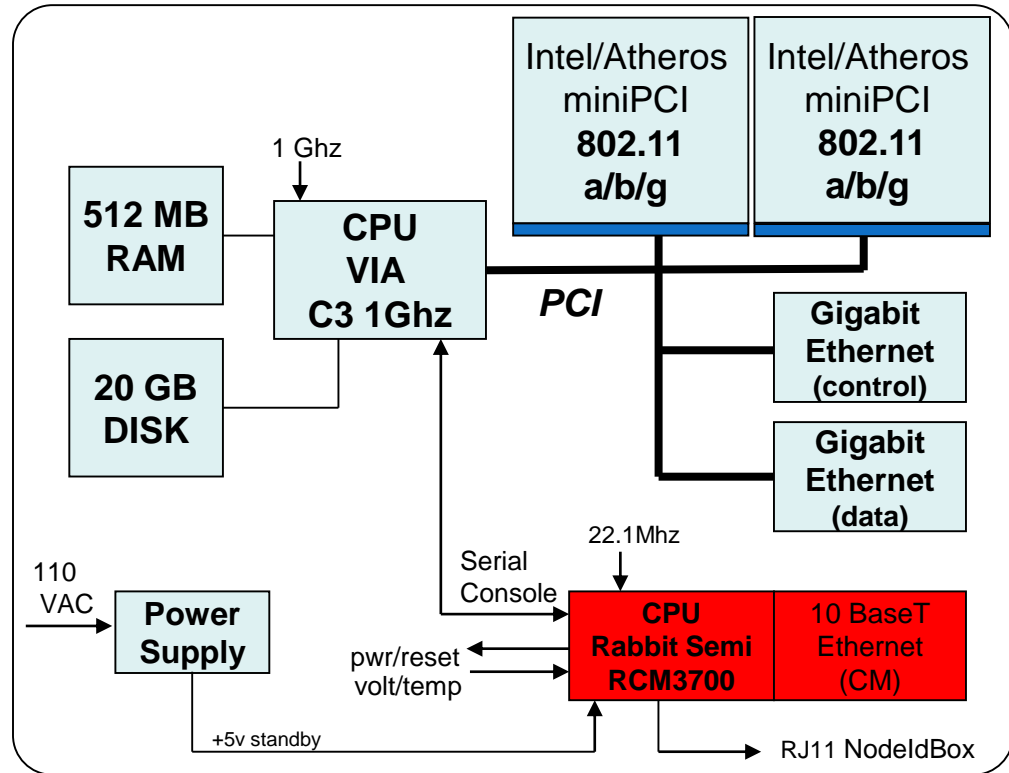 Intel/Atheros
miniPCI
802.11
a/b/g
Intel/Atheros
miniPCI
802.11
a/b/g
1 Ghz
512 MB
RAM
CPU
VIA
C3 1Ghz
PCI
Gigabit
Ethernet
(control)
20 GB
DISK
Gigabit
Ethernet
(data)
22.1Mhz
Serial
Console
110
VAC
Power
Supply
CPU
Rabbit Semi
RCM3700
10 BaseT
Ethernet
(CM)
pwr/reset
volt/temp
+5v standby
RJ11 NodeIdBox